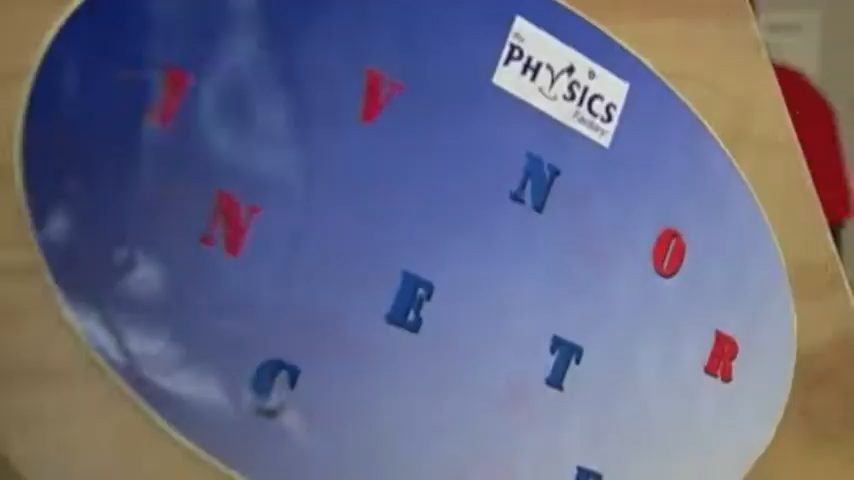 the
PHYSICS
Factory
I V
N N
O
E
R
T
C